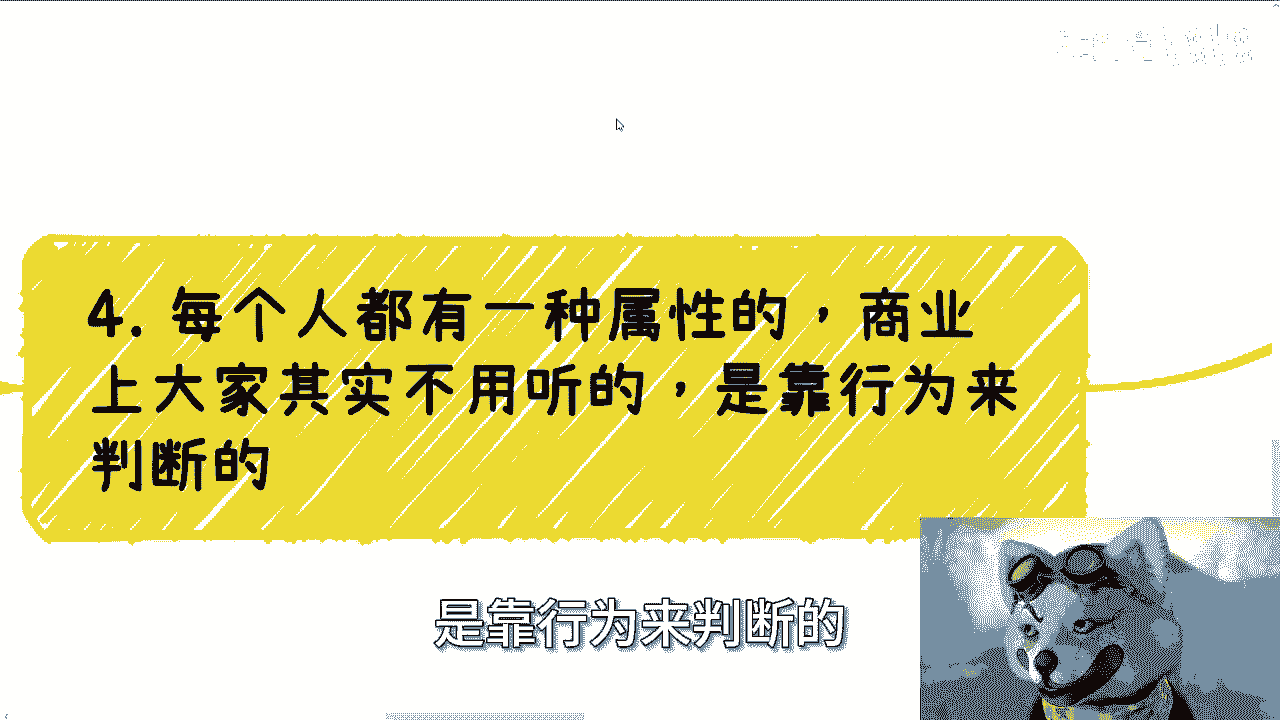 4. 每个人都有一种属性的，商业
上大家其实不用听的，是靠行为来
判断的
是靠行为来判断的